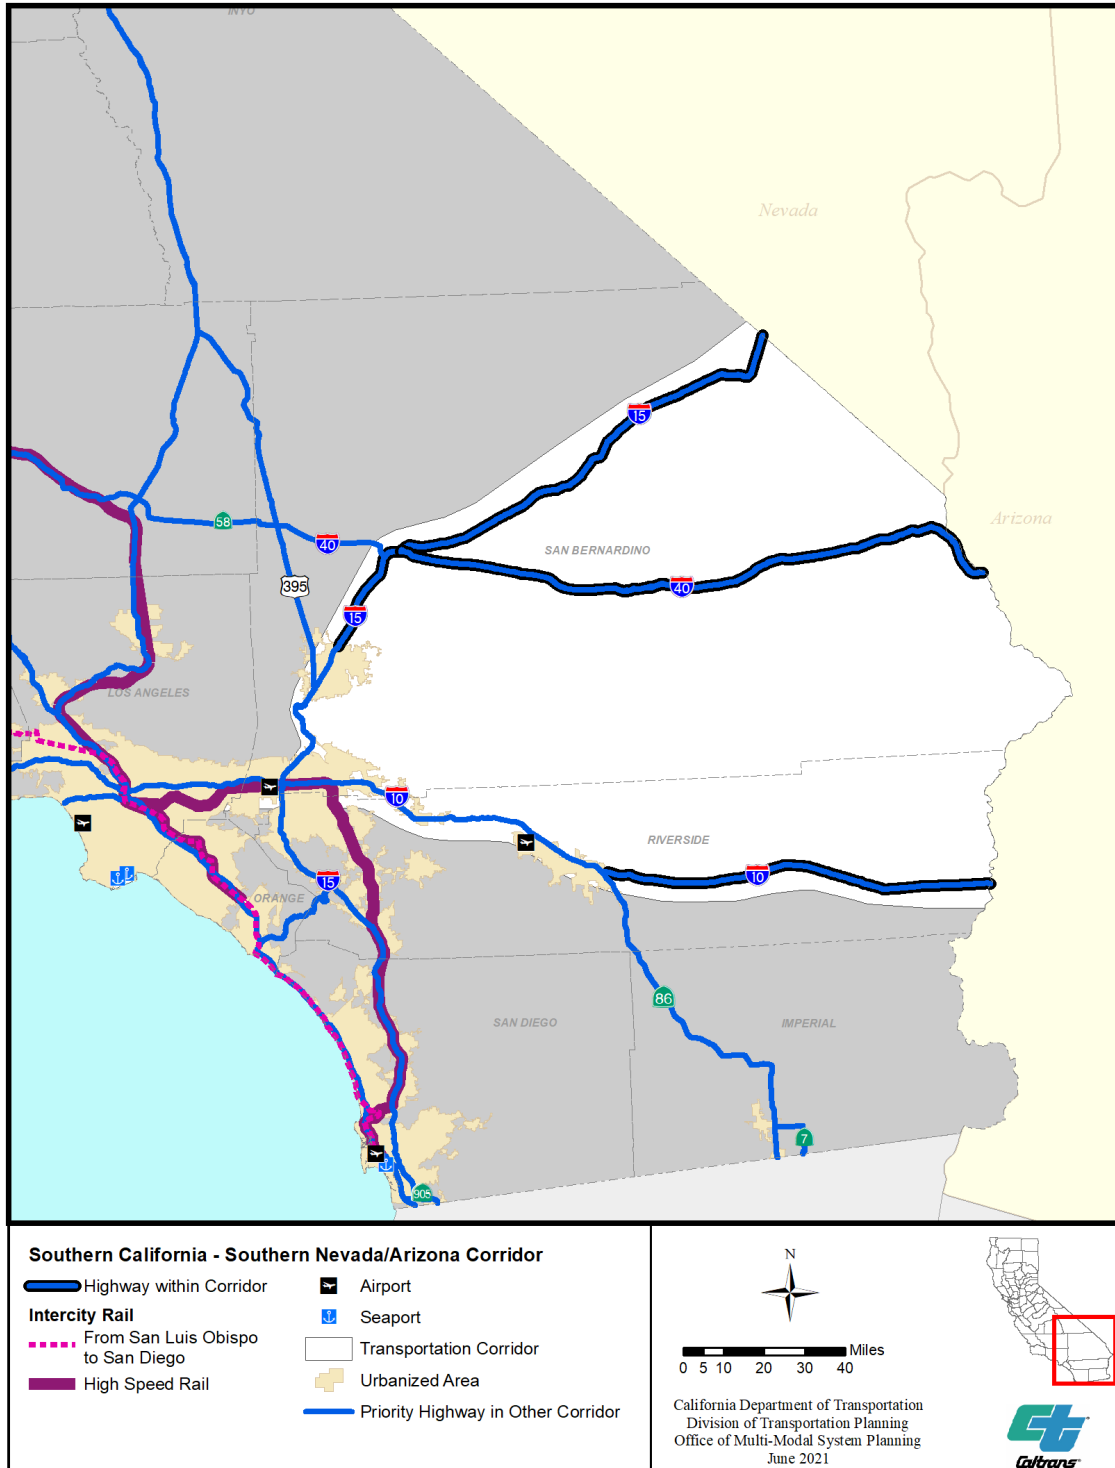 INYO
Nevada
Arizona
15
SAN BERNARDINO
58
40
40
395
15
LOS ANGELES
10
RIVERSIDE
10
15
ORANGE
86
SAN DIEGO
IMPERIAL
7
905
Southern California - Southern Nevada/Arizona Corridor
Highway within Corridor
Intercity Rail
From San Luis Obispo
to San Diego
High Speed Rail
Airport
Seaport
Transportation Corridor
Urbanized Area
Priority Highway in Other Corridor
N
Miles
0 5 10 20 30 40
California Department of Transportation
Division of Transportation Planning
Office of Multi-Modal System Planning
June 2021
Caltrans